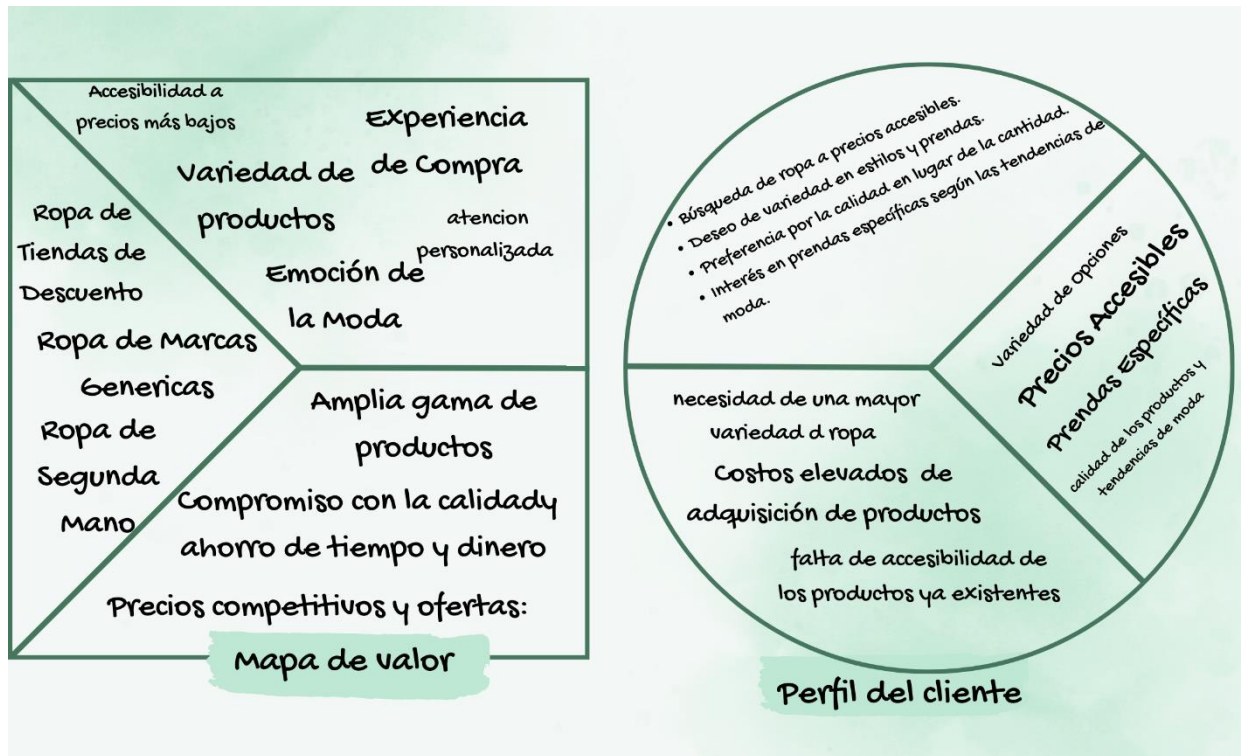 Accesibilidad a
precios más bajos
Experiencia
de Compra
Variedad de
productos
atencion
personalizada
Emoción de
la Moda
Ropa de
Tiendas de
Descuento
Ropa de Marcas
Genericas
Ropa de
Segunda
Mano
Amplia gama de
productos
Compromiso con la calidady
ahorro de tiempo y dinero
Precios competitivos y ofertas:
Mapa de valor
• Búsqueda de ropa a precios accesibles.
• Deseo de variedad en estilos y prendas.
• Preferencia por la calidad en lugar de la cantidad.
• Interés en prendas específicas según las tendencias de
moda.
Variedad de Opciones
Precios Accesibles
Prendas Específicas
calidad de los productos y
tendencias de moda
necesidad de una mayor
variedad d ropa
Costos elevados de
adquisición de productos
falta de accesibilidad de
los productos ya existentes
Perfil del cliente